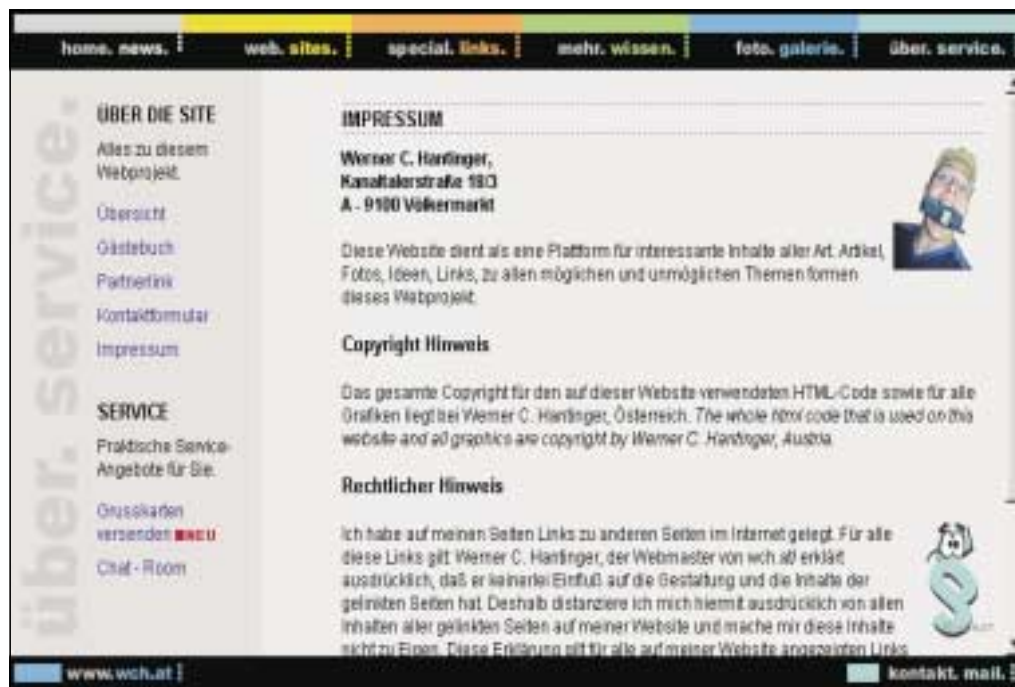 home. news.
web. sites.
special. links.
mehr. wissen.
foto. galerie.
über. service.
über. service.
ÜBER DIE SITE
Alles zu diesem
Webprojekt.
Übersicht
Gästebuch
Partnerlink
Kontaktformular
Impressum
SERVICE
Praktische Service-
Angebote für Sie.
Grusskarten
versenden NEU
Chat - Room
IMPRESSUM
Werner C. Hantinger,
Kanaltalerstraße 18/3
A - 9100 Völkermarkt
Diese Website dient als eine Plattform für interessante Inhalte aller Art. Artikel,
Fotos, Ideen, Links, zu allen möglichen und unmöglichen Themen formen
dieses Webprojekt.
Copyright Hinweis
Das gesamte Copyright für den auf dieser Website verwendeten HTML-Code sowie für alle
Grafiken liegt bei Werner C. Hantinger, Österreich. The whole html code that is used on this
website and all graphics are copyright by Werner C. Hantinger, Austria.
Rechtlicher Hinweis
Ich habe auf meinen Seiten Links zu anderen Seiten im Internet gelegt. Für alle
diese Links gilt: Werner C. Hantinger, der Webmaster von wch.at/ erklärt
ausdrücklich, daß er keinerlei Einfluß auf die Gestaltung und die Inhalte der
gelinkten Seiten hat. Deshalb distanziere ich mich hiermit ausdrücklich von allen
Inhalten aller gelinkten Seiten auf meiner Website und mache mir diese Inhalte
nicht zu Eigen. Diese Erklärung gilt für alle auf meiner Website angezeigten Links
www.wch.at
kontakt. mail.